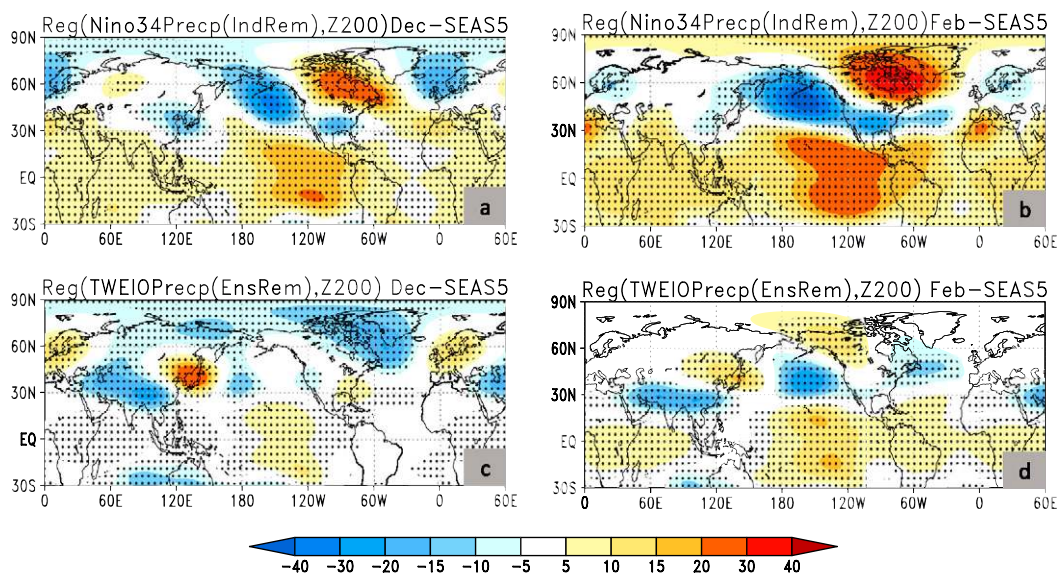 Reg(Nino34Precp(IndRem),Z200)Dec-SEAS5
90N
60N
30N
EQ
30S
0 60E 120E 180 120W 60W 0 60E
a
Reg(Nino34Precp(IndRem),Z200)Feb-SEAS5
90N
60N
30N
EQ
30S
0 60E 120E 180 120W 60W 0 60E
b
Reg(TWEIOPrecp(EnsRem),Z200) Dec-SEAS5
90N
60N
30N
EQ
30S
0 60E 120E 180 120W 60W 0 60E
c
Reg(TWEIOPrecp(EnsRem),Z200) Feb-SEAS5
90N
60N
30N
EQ
30S
0 60E 120E 180 120W 60W 0 60E
d
-40 -30 -20 -15 -10 -5 5 10 15 20 30 40